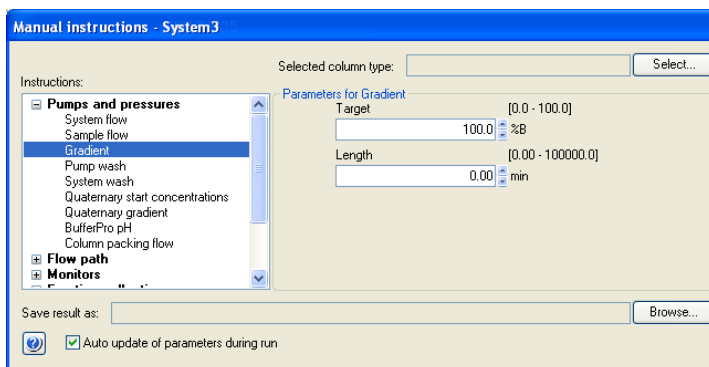 Manual instructions - System3
Selected column type:
Select...
Instructions:
Pumps and pressures
System flow
Sample flow
Gradient
Pump wash
System wash
Quaternary start concentrations
Quaternary gradient
BufferPro pH
Column packing flow
Flow path
Monitors
Parameters for Gradient
Target [0.0 - 100.0]
100.0 %B
Length [0.00 - 100000.0]
0.00 min
Save result as:
Browse...
Auto update of parameters during run